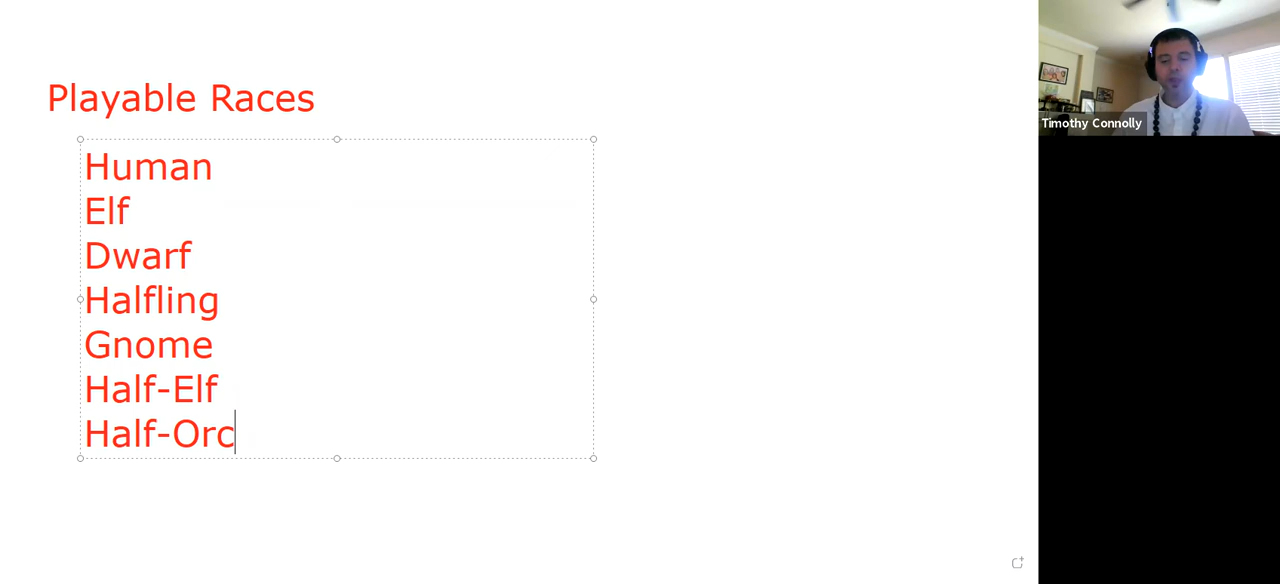 Playable Races
Human
Elf
Dwarf
Halfling
Gnome
Half-Elf
Half-Orc
Timothy Connolly